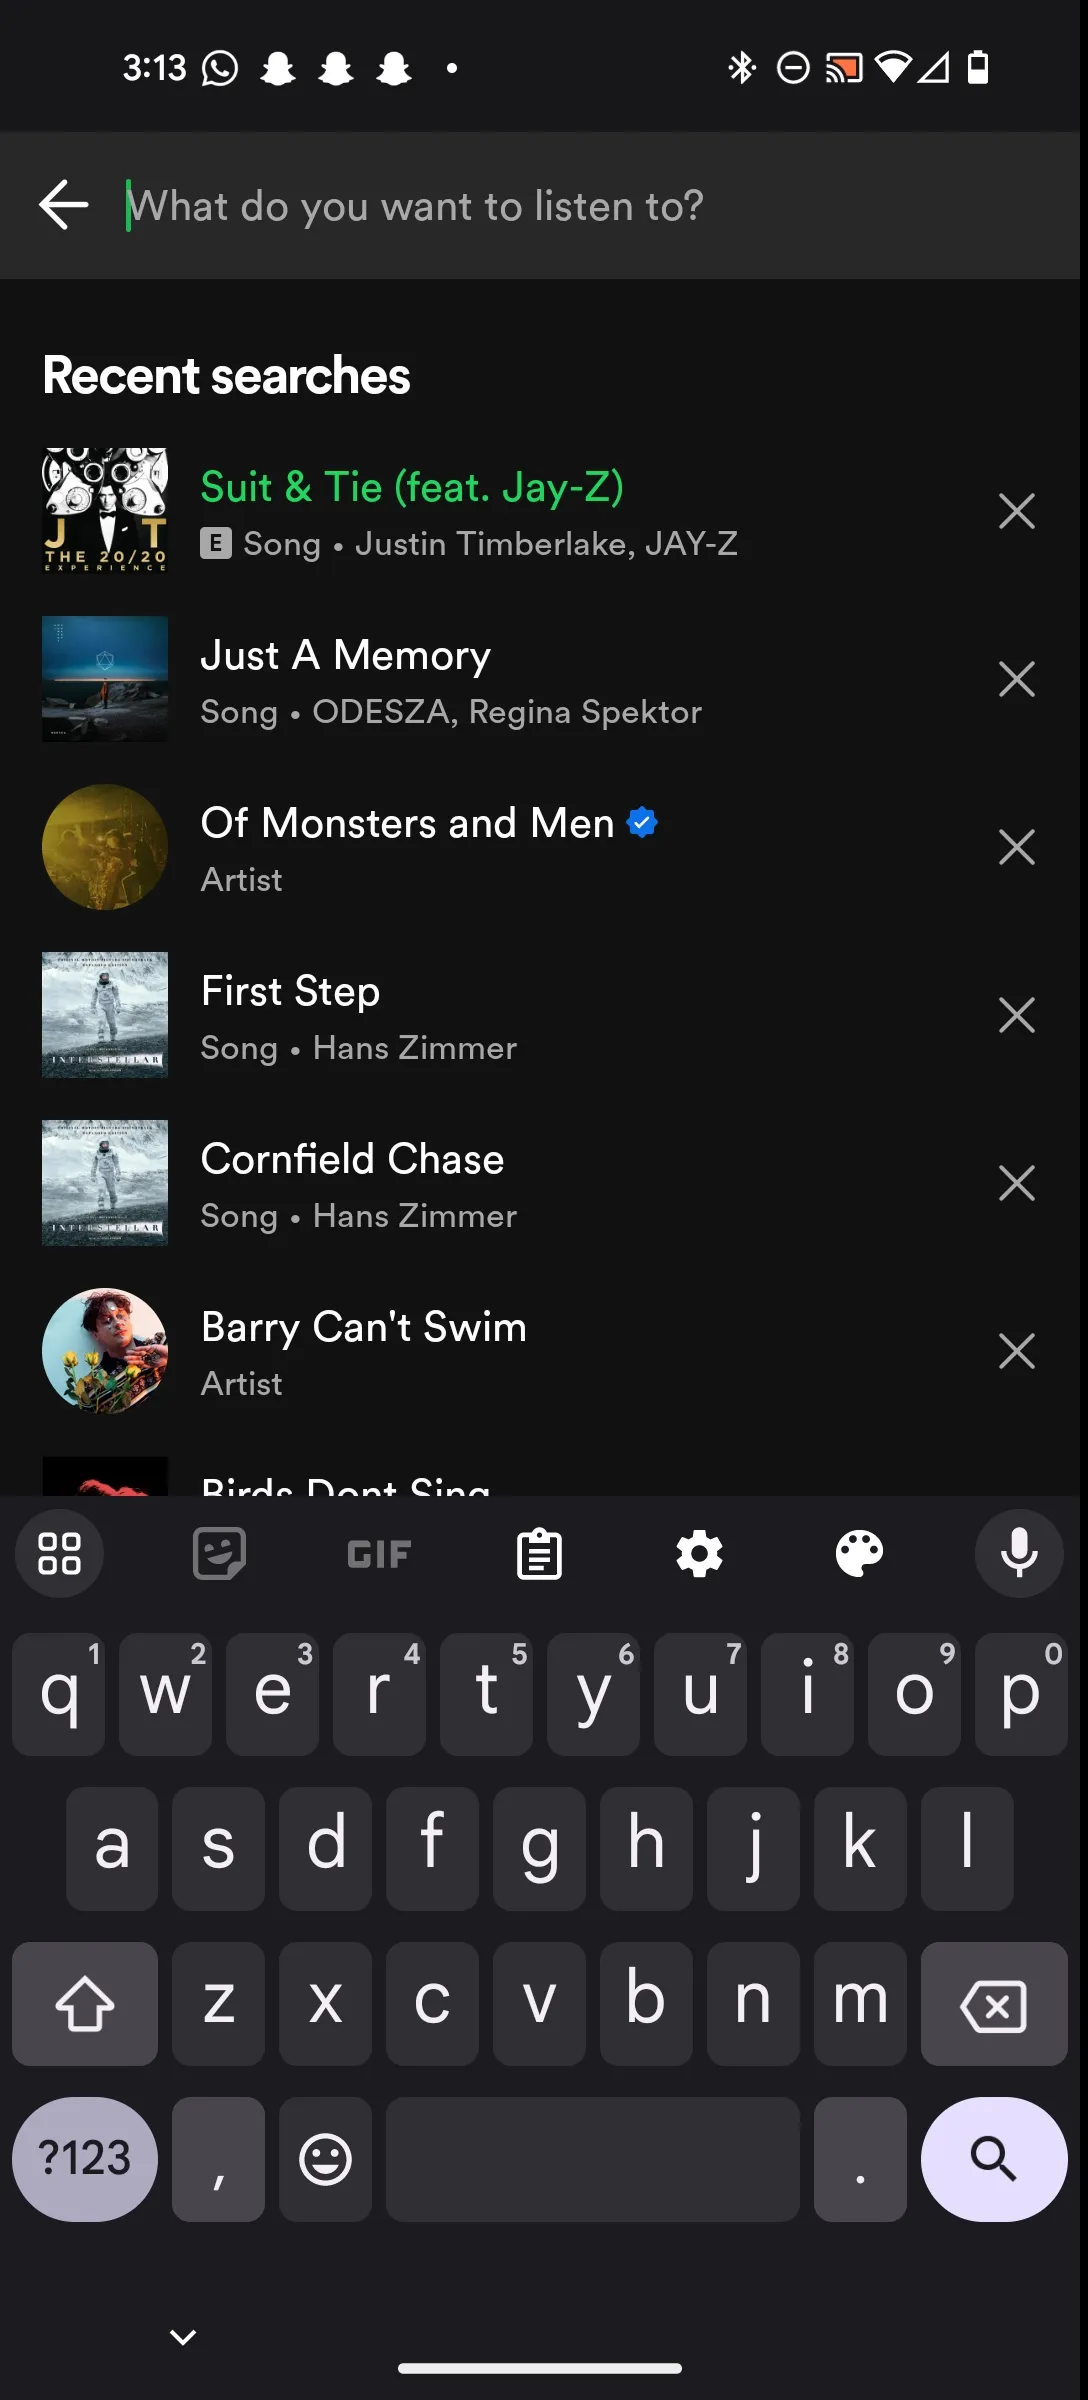 3:13
What do you want to listen to?
Recent searches
J T
THE 20/20
EXPERIENCE
Suit & Tie (feat. Jay-Z)
E Song • Justin Timberlake, JAY-Z
Just A Memory
Song • ODESZA, Regina Spektor
Of Monsters and Men
Artist
INTERSTELLAR
First Step
Song • Hans Zimmer
INTERSTELLAR
Cornfield Chase
Song • Hans Zimmer
Barry Can't Swim
Artist
Birds Dont Sing
GIF
1 2 3 4 5 6 7 8 9 0
q w e r t y u i o p
a s d f g h j k l
z x c v b n m
?123 , .